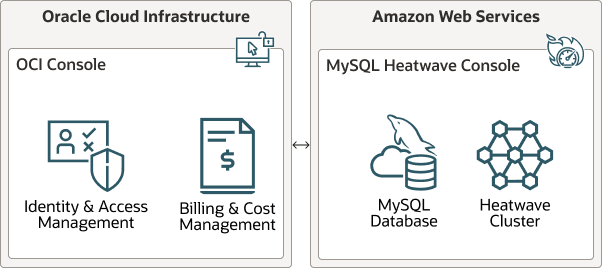 Oracle Cloud Infrastructure
OCI Console
Identity & Access
Management
Billing & Cost
Management
$
Amazon Web Services
MySQL Heatwave Console
MySQL
Database
Heatwave
Cluster